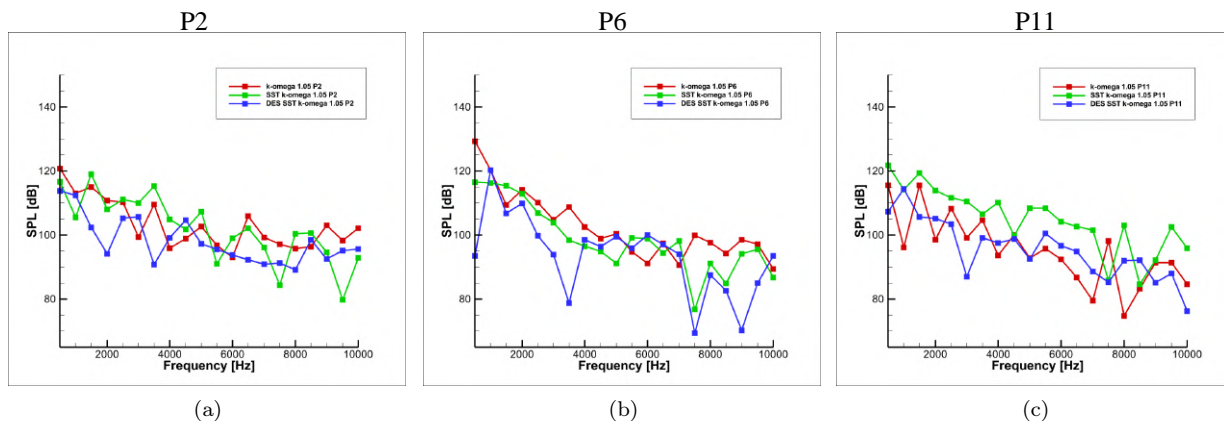 P2
P6
P11
k-omega 1.05 P2
SST k-omega 1.05 P2
DES SST k-omega 1.05 P2
140
120
100
80
SPL [dB]
2000 4000 6000 8000 10000
Frequency [Hz]
k-omega 1.05 P6
SST k-omega 1.05 P6
DES SST k-omega 1.05 P6
140
120
100
80
SPL [dB]
2000 4000 6000 8000 10000
Frequency [Hz]
k-omega 1.05 P11
SST k-omega 1.05 P11
DES SST k-omega 1.05 P11
140
120
100
80
SPL [dB]
2000 4000 6000 8000 10000
Frequency [Hz]
(a)
(b)
(c)